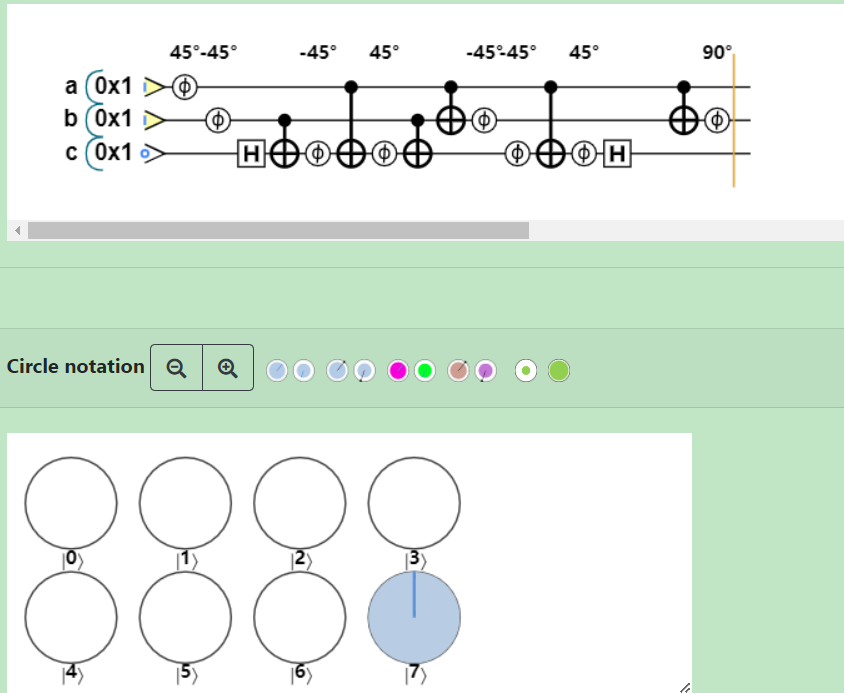 45°-45° -45° 45° -45°-45° 45° 90°
a 0x1 ϕ
b 0x1 ϕ ϕ ϕ
c 0x1 H ϕ ϕ ϕ ϕ H
Circle notation
|0⟩ |1⟩ |2⟩ |3⟩
|4⟩ |5⟩ |6⟩ |7⟩